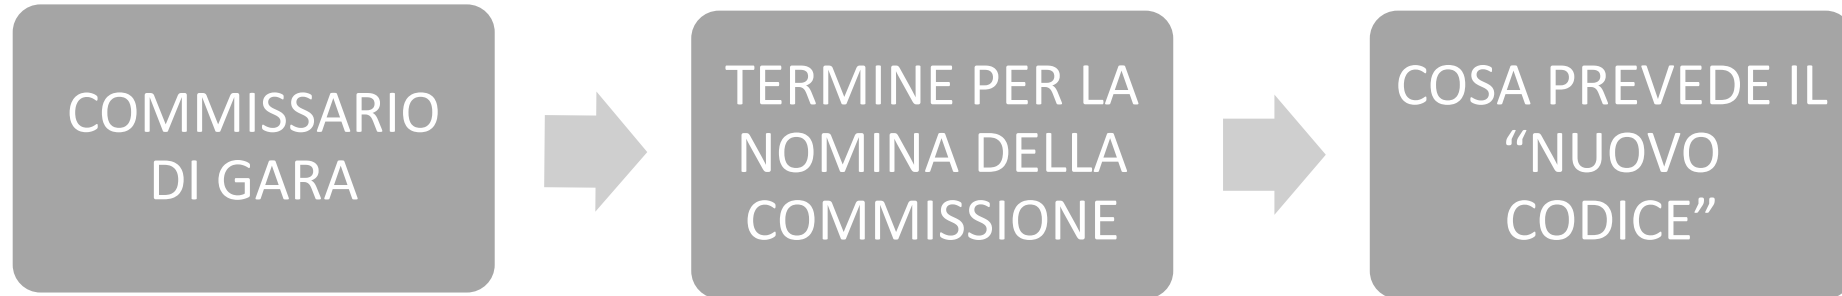 COMMISSARIO
DI GARA
TERMINE PER LA
NOMINA DELLA
COMMISSIONE
COSA PREVEDE IL
“NUOVO
CODICE”